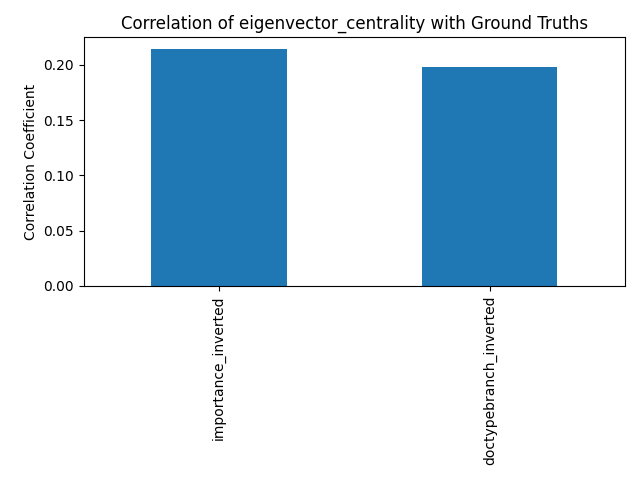 Correlation of eigenvector_centrality with Ground Truths
Correlation Coefficient
0.20
0.15
0.10
0.05
0.00
importance_inverted
doctypebranch_inverted